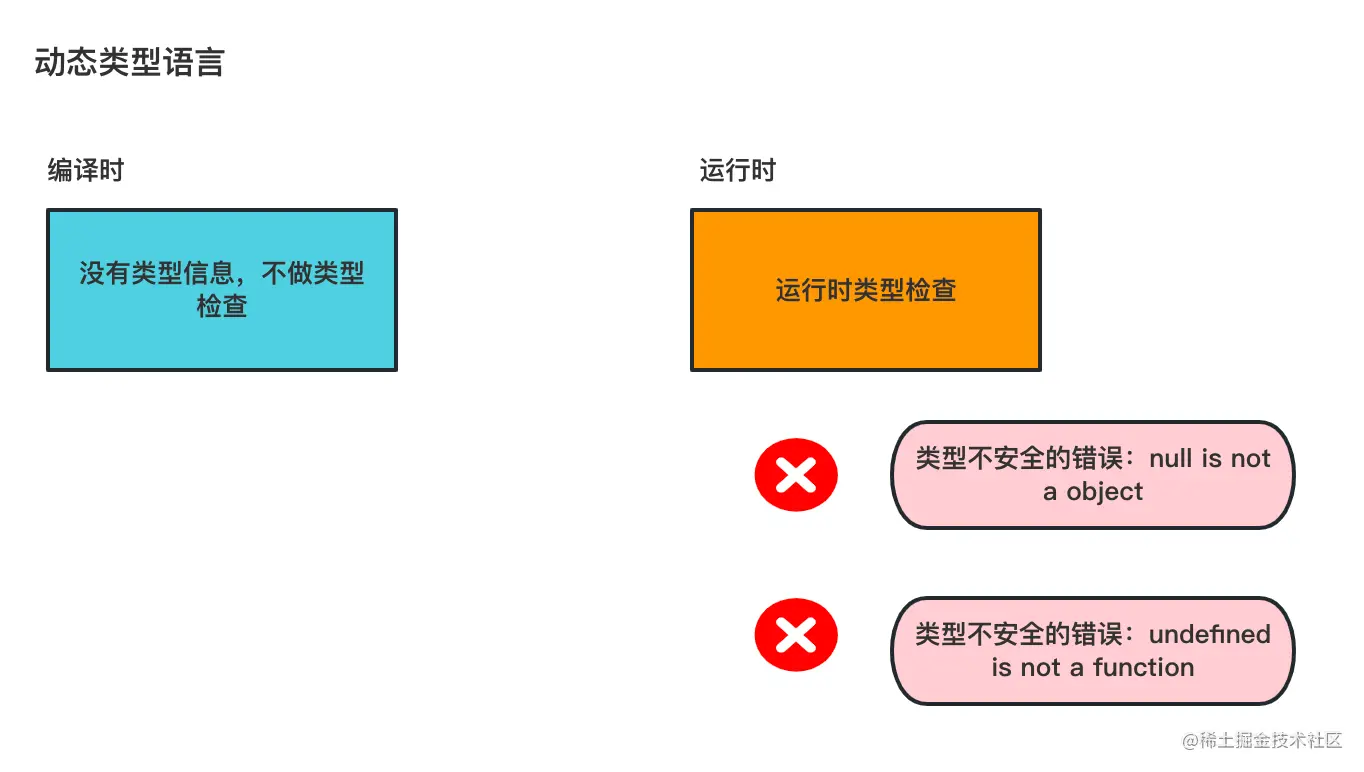 动态类型语言
编译时
运行时
没有类型信息，不做类型
检查
运行时类型检查
类型不安全的错误：null is not
a object
类型不安全的错误：undefined
is not a function
@稀土掘金技术社区